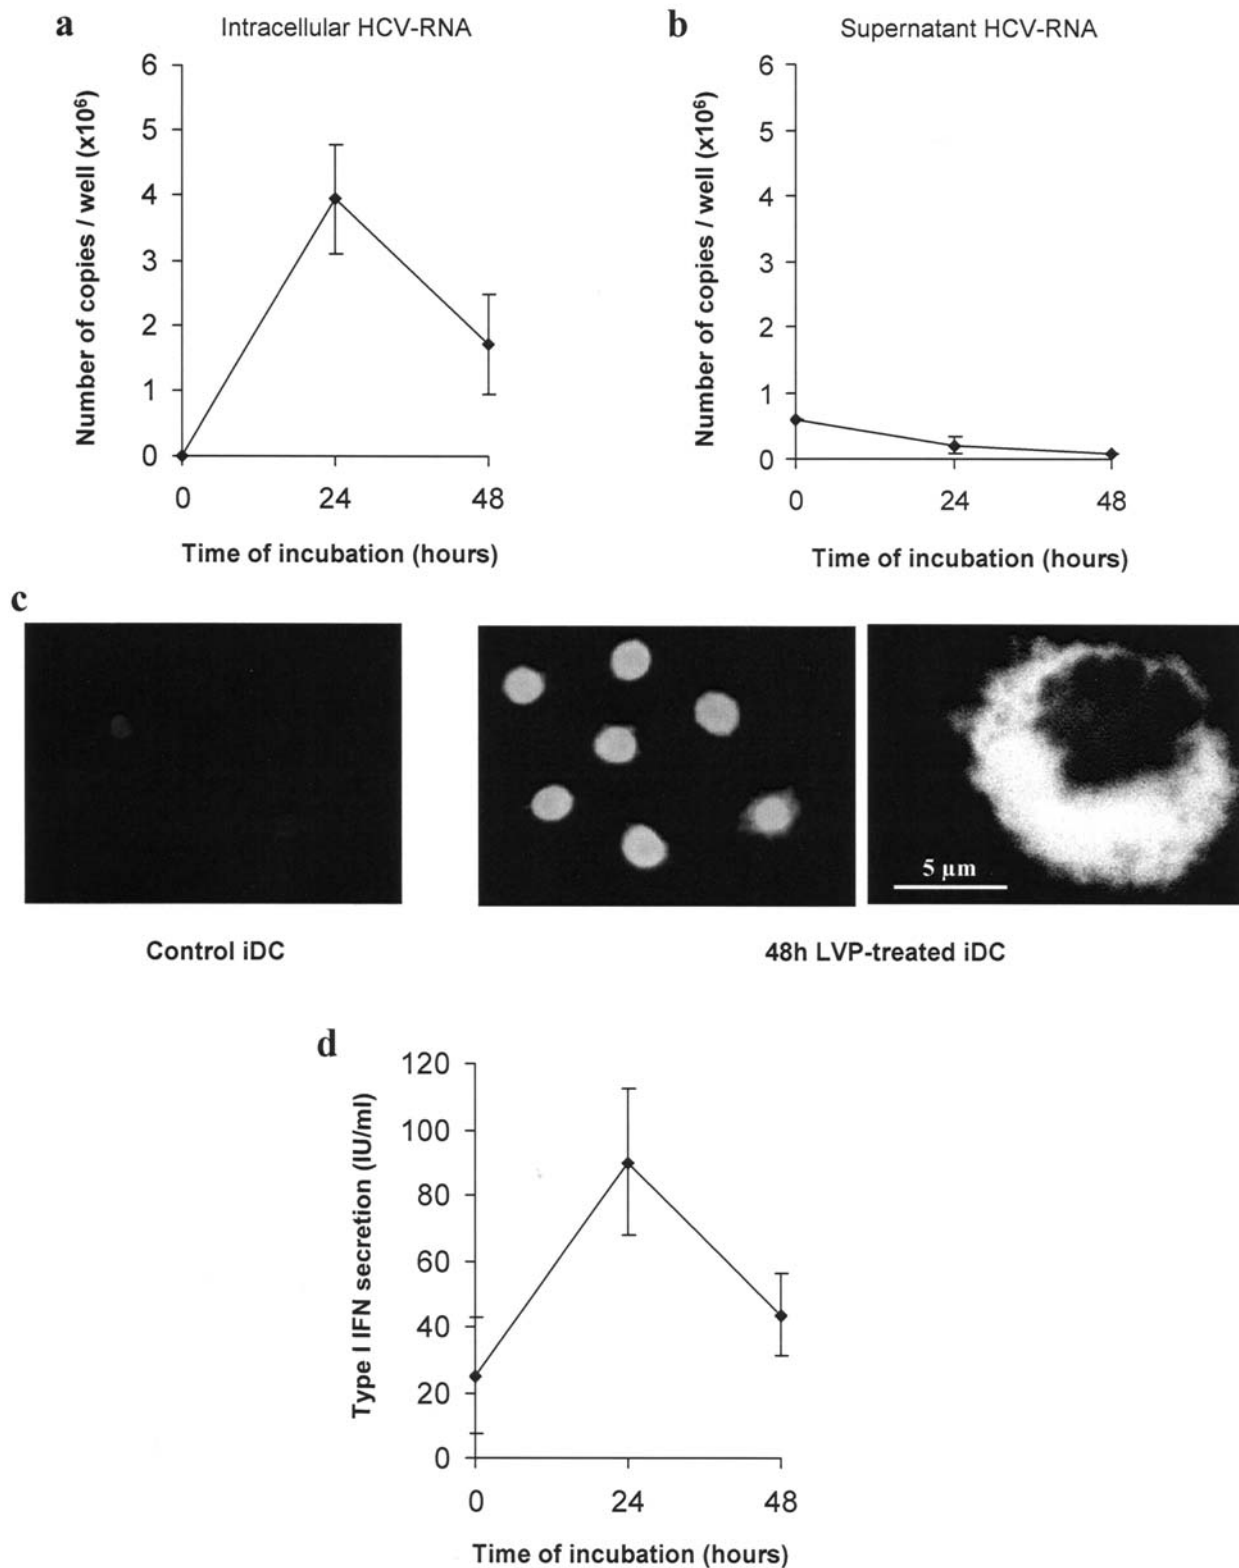 a
Intracellular HCV-RNA
Number of copies / well (x10⁶)
6
5
4
3
2
1
0
0 24 48
Time of incubation (hours)
b
Supernatant HCV-RNA
Number of copies / well (x10⁶)
6
5
4
3
2
1
0
0 24 48
Time of incubation (hours)
c
5 µm
Control iDC
48h LVP-treated iDC
d
Type I IFN secretion (IU/ml)
120
100
80
60
40
20
0
0 24 48
Time of incubation (hours)